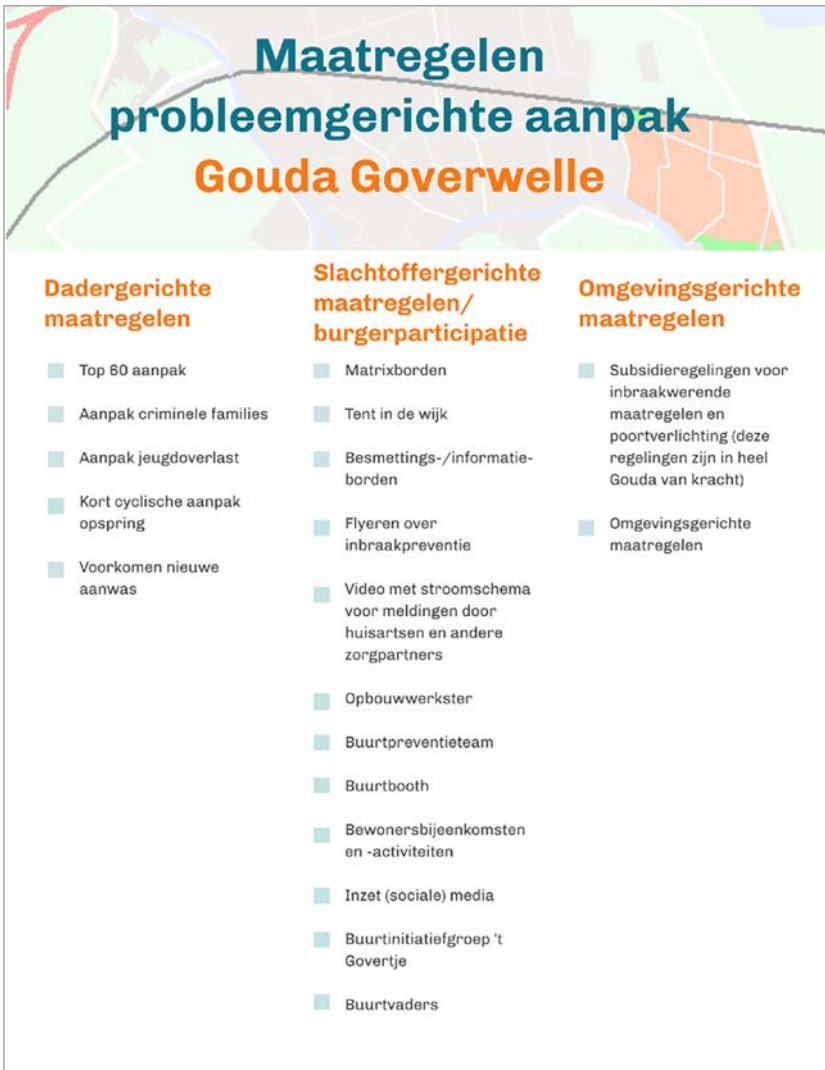 Maatregelen
probleemgerichte aanpak
Gouda Goverwelle
Dadergerichte
maatregelen
Top 60 aanpak
Aanpak criminele families
Aanpak jeugdoverlast
Kort cyclische aanpak
opspring
Voorkomen nieuwe
aanwas
Slachtoffergerichte
maatregelen/
burgerparticipatie
Matrixborden
Tent in de wijk
Besmettings-/informatie-
borden
Flyeren over
inbraakpreventie
Video met stroomschema
voor meldingen door
huisartsen en andere
zorgpartners
Opbouwwerkster
Buurtpreventieteam
Buurtbooth
Bewonersbijeenkomsten
en -activiteiten
Inzet (sociale) media
Buurtinitiatiefgroep 't
Govertje
Buurtvaders
Omgevingsgerichte
maatregelen
Subsidieregelingen voor
inbraakwerende
maatregelen en
poortverlichting (deze
regelingen zijn in heel
Gouda van kracht)
Omgevingsgerichte
maatregelen